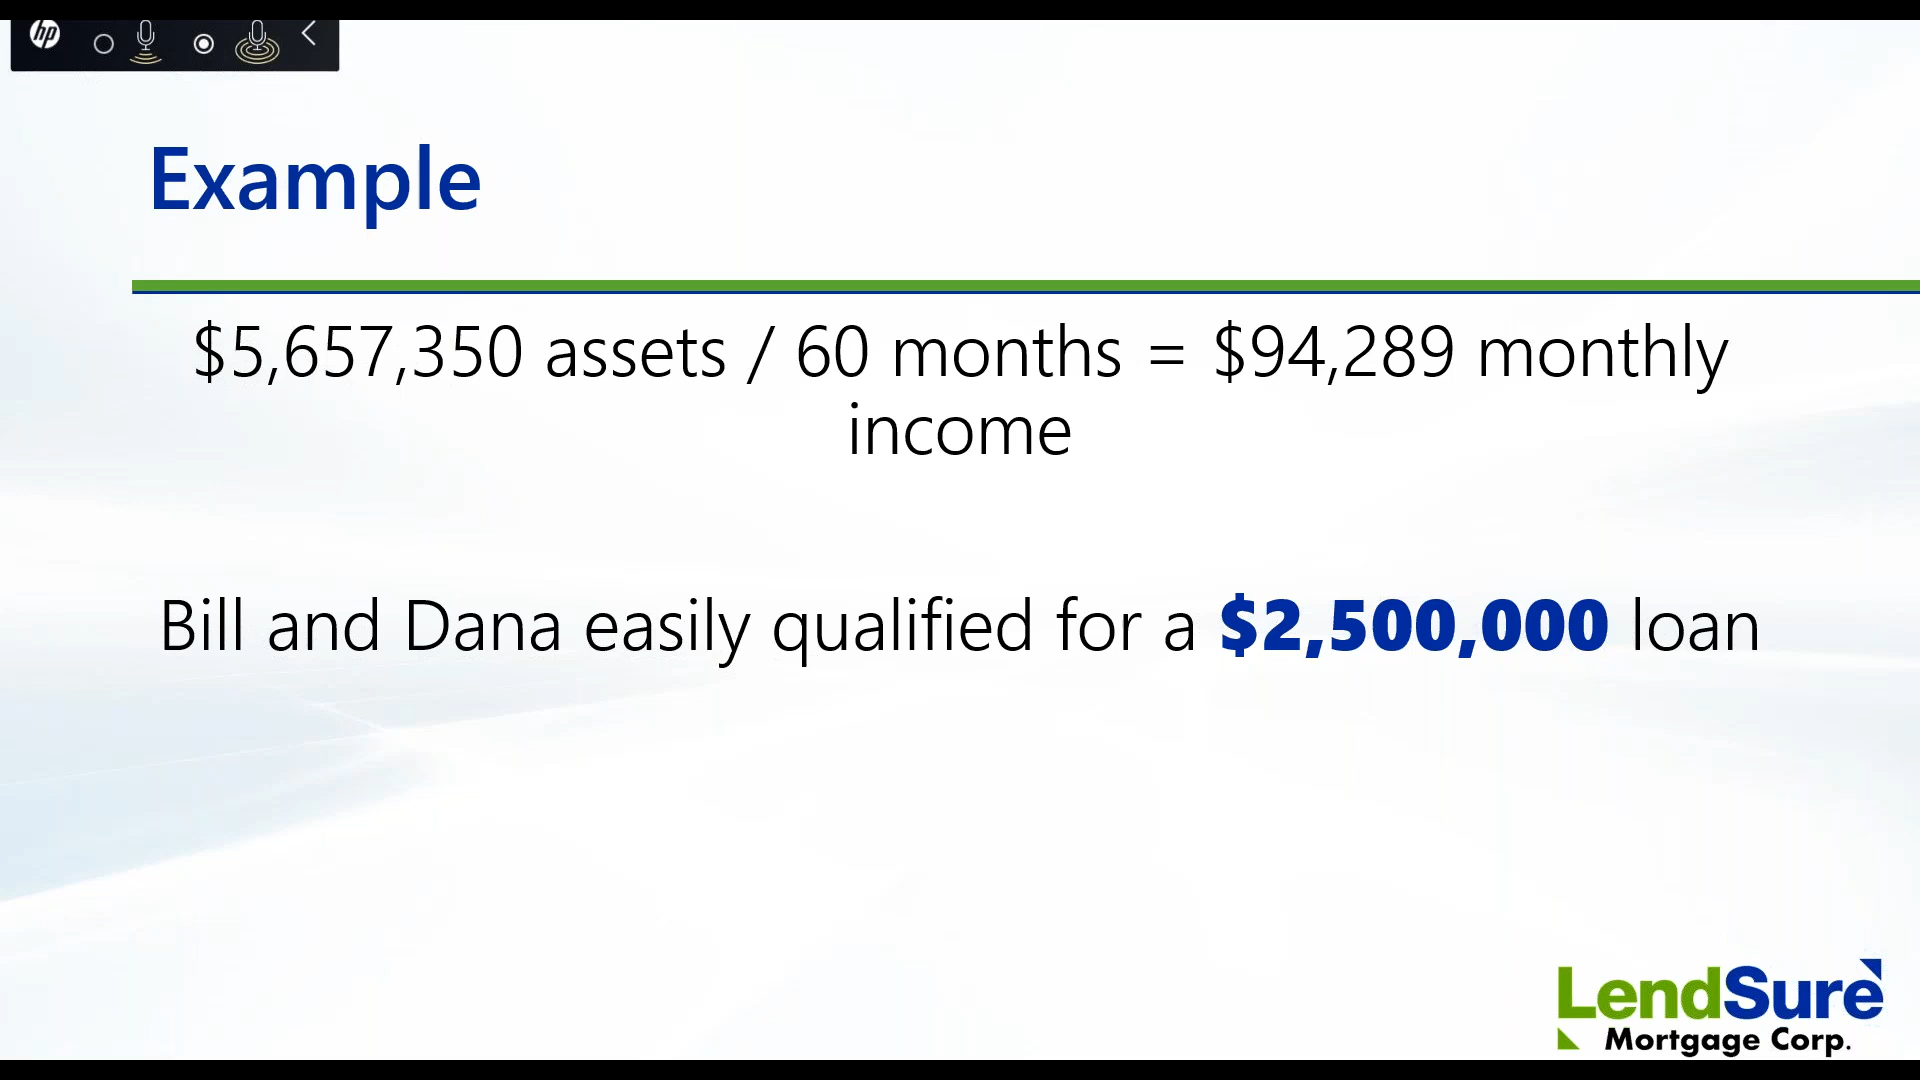 hp
Example
$5,657,350 assets / 60 months = $94,289 monthly
income
Bill and Dana easily qualified for a $2,500,000 loan
LendSure
Mortgage Corp.